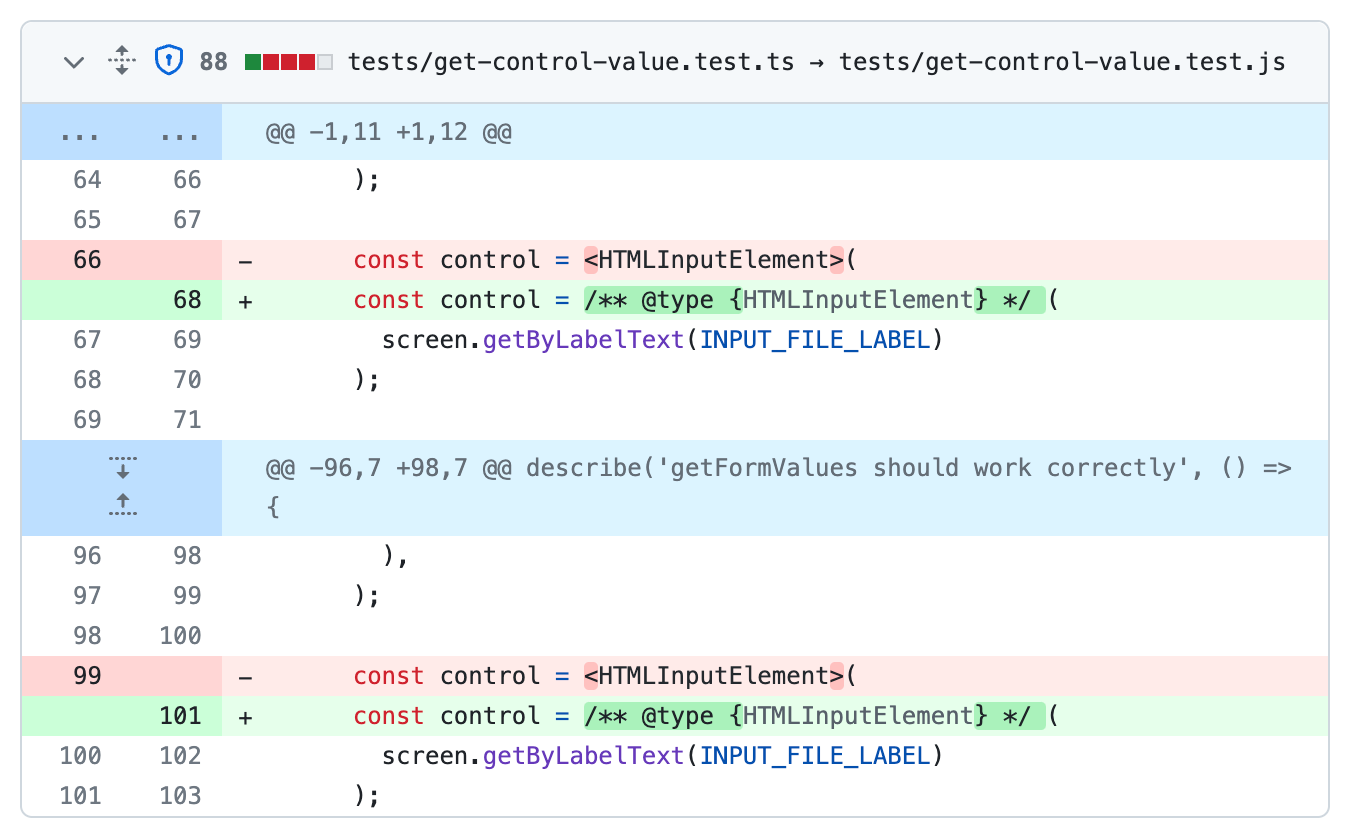 88 tests/get-control-value.test.ts → tests/get-control-value.test.js
... ... @@ -1,11 +1,12 @@
64 66 );
65 67
66 - const control = <HTMLInputElement>(
68 + const control = /** @type {HTMLInputElement} */ (
67 69 screen.getByLabelText(INPUT_FILE_LABEL)
68 70 );
69 71
@@ -96,7 +98,7 @@ describe('getFormValues should work correctly', () =>
{
96 98 ),
97 99 );
98 100
99 - const control = <HTMLInputElement>(
101 + const control = /** @type {HTMLInputElement} */ (
100 102 screen.getByLabelText(INPUT_FILE_LABEL)
101 103 );